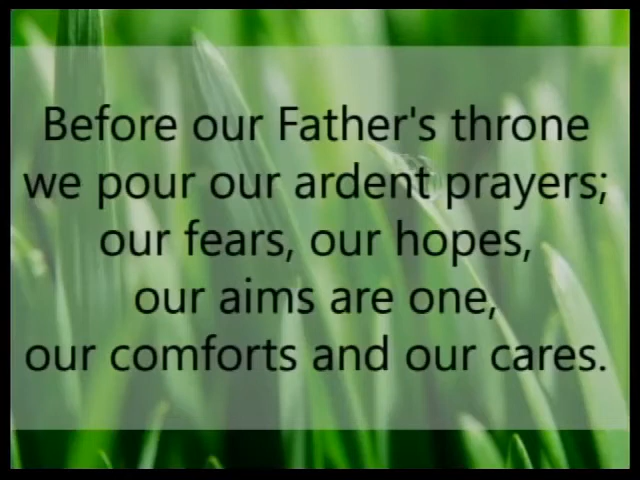 Before our Father's throne
we pour our ardent prayers;
our fears, our hopes,
our aims are one,
our comforts and our cares.